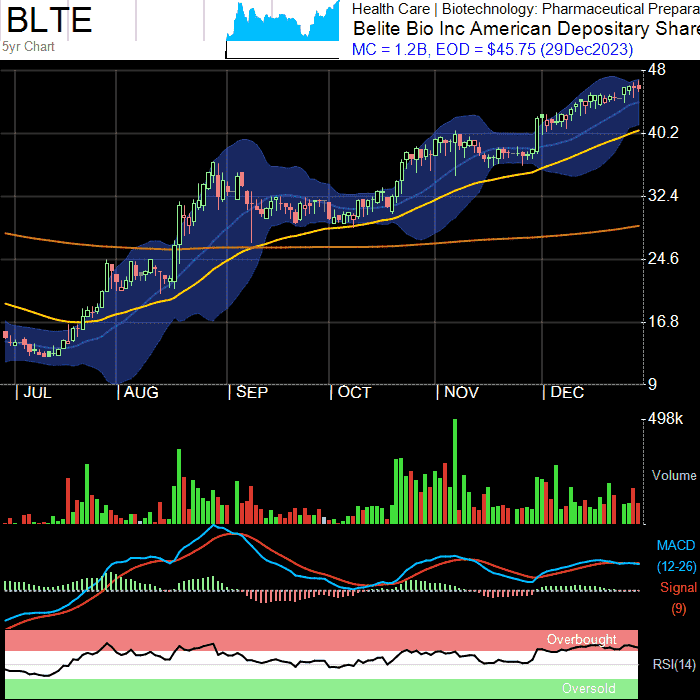 BLTE
5yr Chart
Health Care | Biotechnology: Pharmaceutical Prepara
Belite Bio Inc American Depositary Share
MC = 1.2B, EOD = $45.75 (29Dec2023)
48
40.2
32.4
24.6
16.8
9
JUL AUG SEP OCT NOV DEC
498k
Volume
MACD
(12-26)
Signal
(9)
Overbought
RSI(14)
Oversold